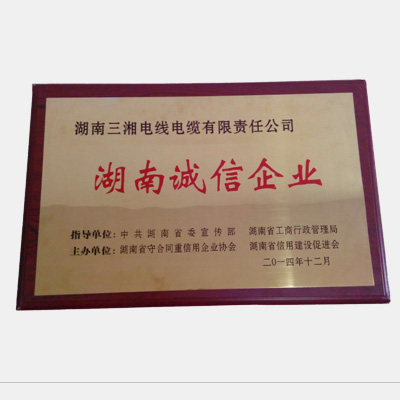 湖南三湘电线电缆有限责任公司
湖南诚信企业
指导单位：中共湖南省委宣传部 湖南省工商行政管理局
主办单位：湖南省守合同重信用企业协会 湖南省信用建设促进会
二〇一四年十二月